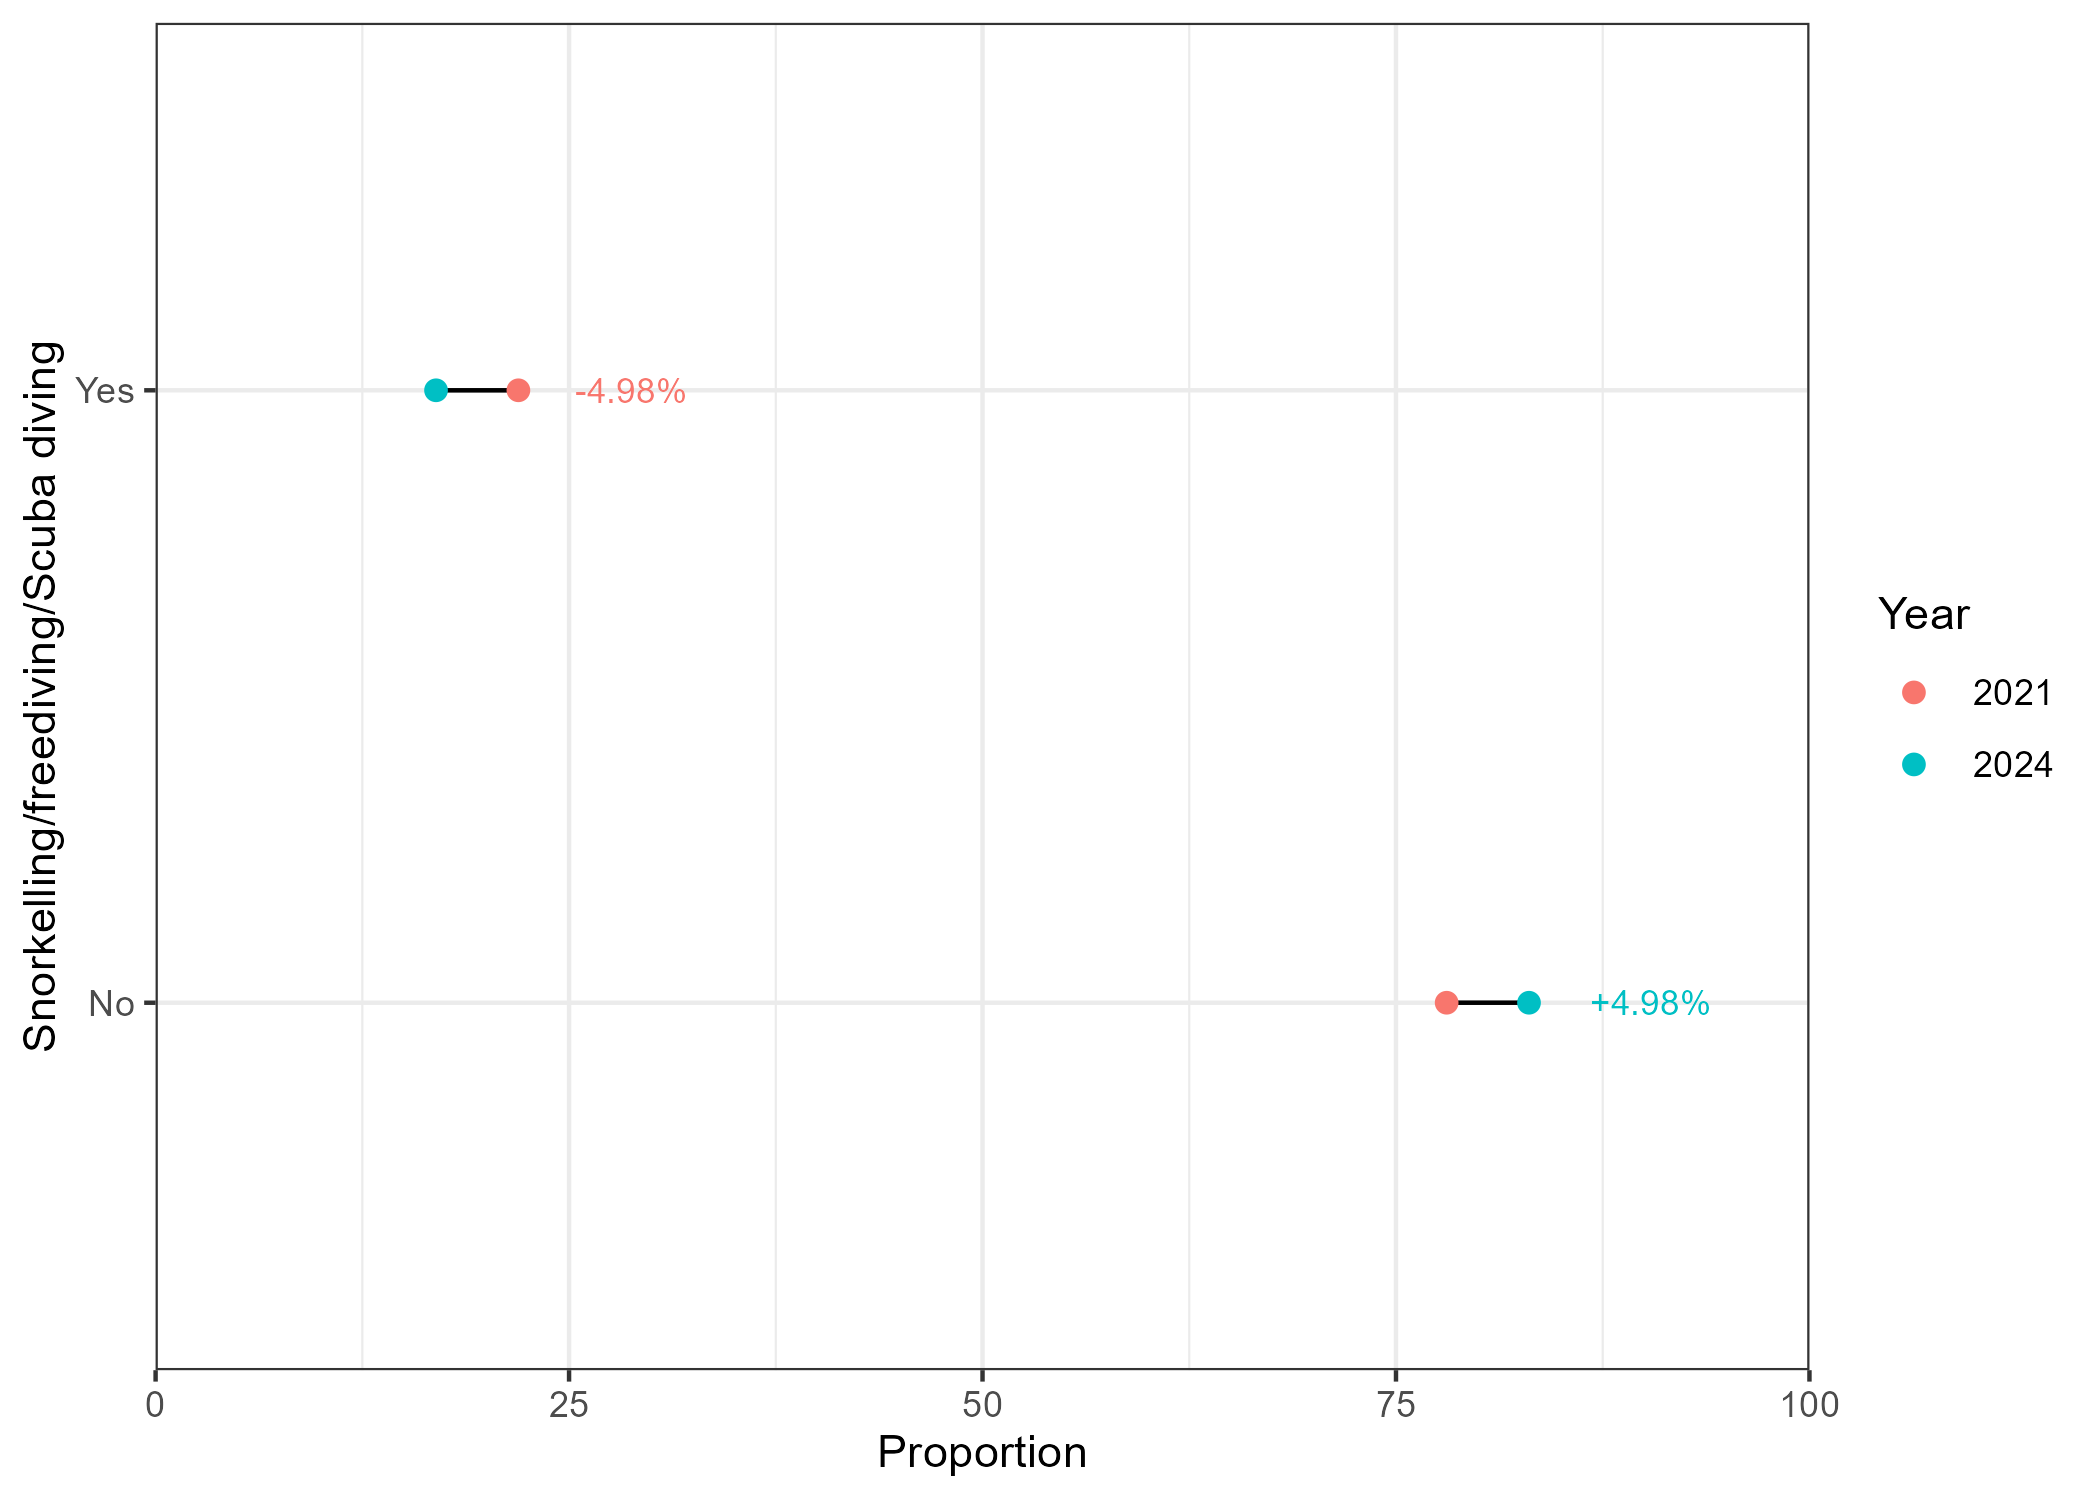 Snorkelling/freediving/Scuba diving
Yes
-4.98%
No
+4.98%
0
25
50
75
100
Proportion
Year
2021
2024